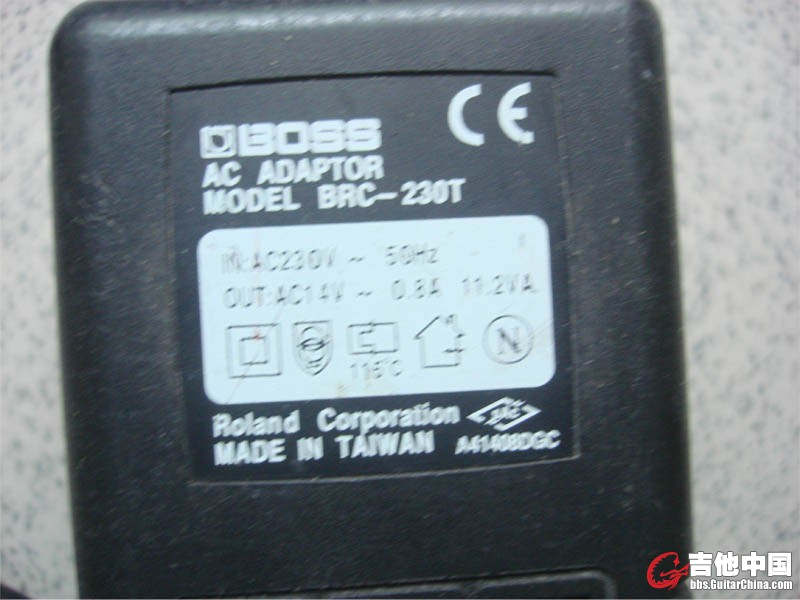 BOSS
CE
AC ADAPTOR
MODEL BRC-230T
IN:AC230V ~ 50Hz
OUT:AC14V ~ 0.8A 11.2VA
115°C
N
Roland Corporation
MADE IN TAIWAN A41408DGC
吉他中国
bbs.GuitarChina.com